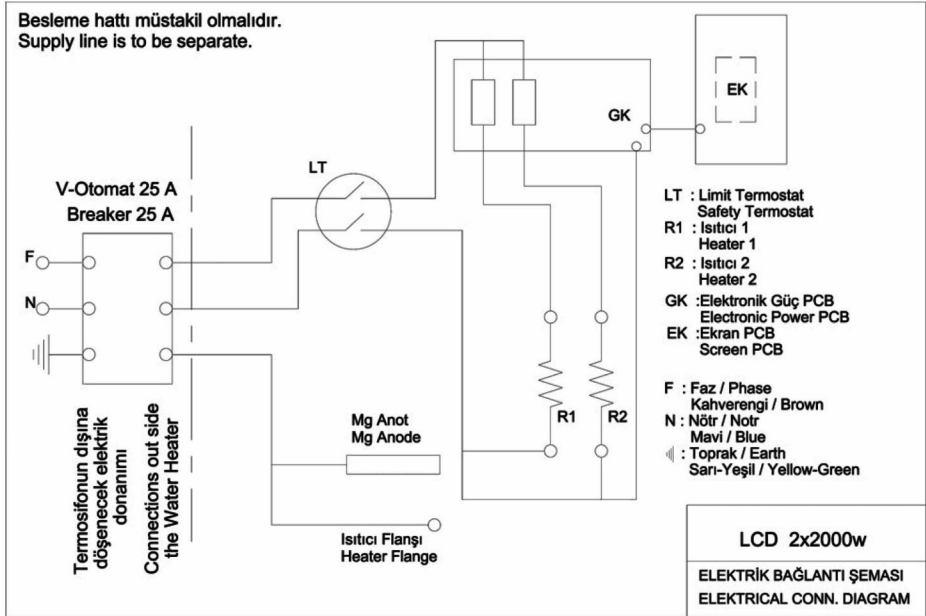 Besleme hattı müstakil olmalıdır.
Supply line is to be separate.
V-Otomat 25 A
Breaker 25 A
F
N
LT
GK
EK
LT : Limit Termostat
Safety Termostat
R1 : Isıtıcı 1
Heater 1
R2 : Isıtıcı 2
Heater 2
GK :Elektronik Güç PCB
Electronic Power PCB
EK :Ekran PCB
Screen PCB
F : Faz / Phase
Kahverengi / Brown
N : Nötr / Notr
Mavi / Blue
: Toprak / Earth
Sarı-Yeşil / Yellow-Green
R1
R2
Mg Anot
Mg Anode
Isıtıcı Flanşı
Heater Flange
Termosifonun dışına
döşenecek elektrik
donanımı
Connections out side
the Water Heater
LCD 2x2000w
ELEKTRİK BAĞLANTI ŞEMASI
ELECTRICAL CONN. DIAGRAM